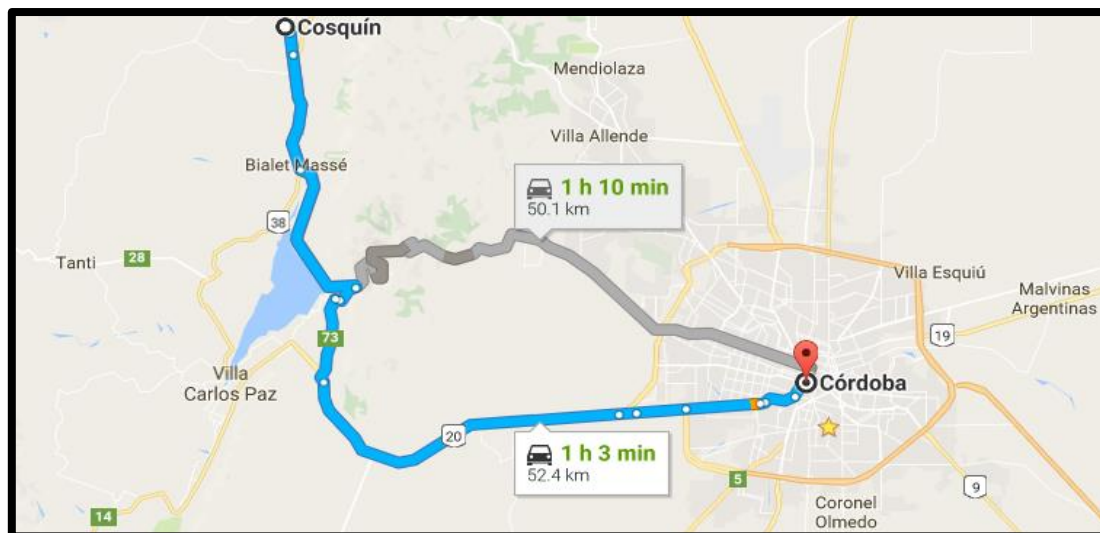 Cosquín
Mendiolaza
Villa Allende
Bialet Massé
1 h 10 min
50.1 km
38
Tanti
28
Villa Esquiú
Malvinas
Argentinas
19
73
Villa
Carlos Paz
Córdoba
20
1 h 3 min
52.4 km
5
9
14
Coronel
Olmedo